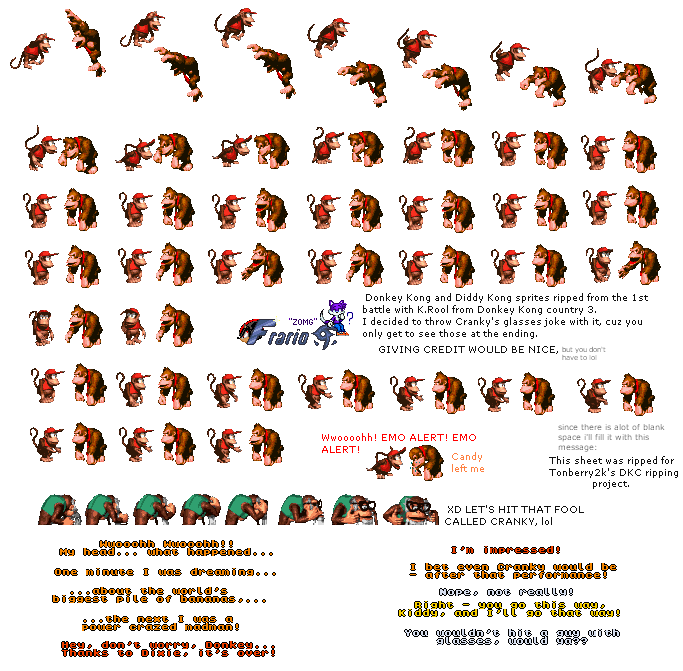 Donkey Kong and Diddy Kong sprites ripped from the 1st
battle with K.Rool from Donkey Kong country 3.
I decided to throw Cranky's glasses joke with it, cuz you
only get to see those at the ending.
"ZOMG"
?
Frario G.
GIVING CREDIT WOULD BE NICE, but you don't
have to lol
since there is alot of blank
space i'll fill it with this
message:
This sheet was ripped for
Tonberry2k's DKC ripping
project.
Wwoooohh! EMO ALERT! EMO
ALERT!
Candy
left me
XD LET'S HIT THAT FOOL
CALLED CRANKY, lol
Wuooohh Wuooohh!!
My head... what happened...
One minute I was dreaming...
...about the world's
biggest pile of bananas,...
...the next I was a
power crazed madman!
Hey, don't worry, Donkey...
Thanks to Dixie, it's over!
I'm impressed!
I bet even Cranky would be
- after that performance!
Nope, not really!
Right - you go this way,
Kiddy, and I'll go that way!
You wouldn't hit a guy with
glasses, would ya??